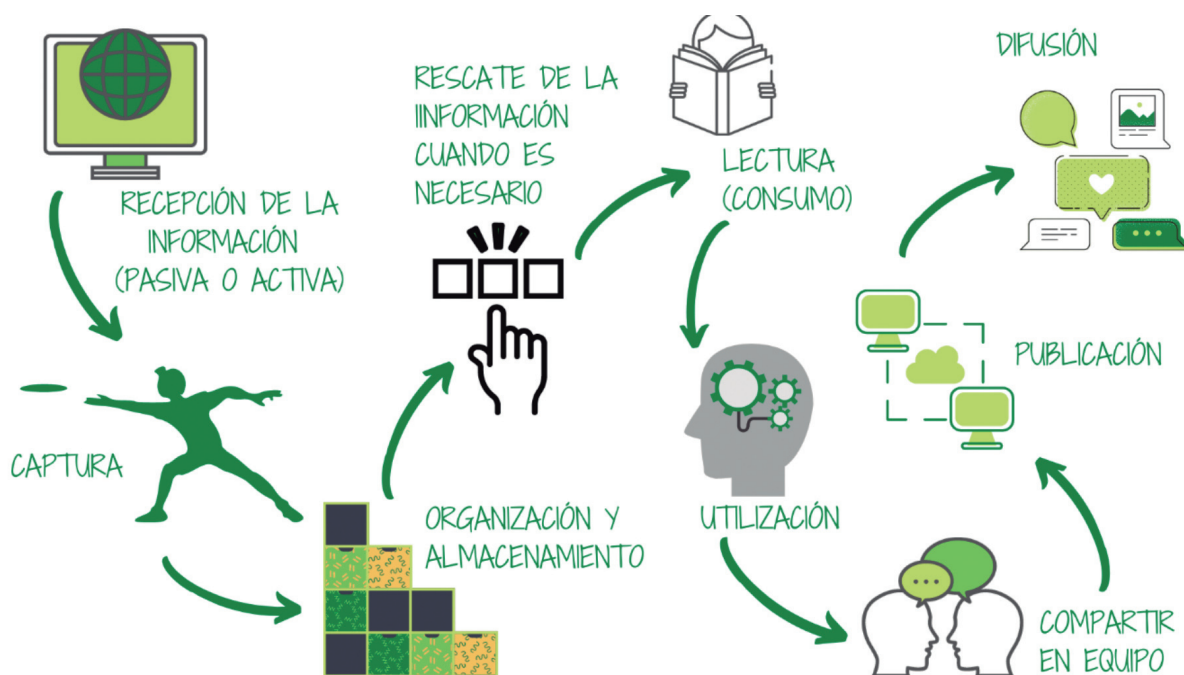 RECEPCIÓN DE LA
INFORMACIÓN
(PASIVA O ACTIVA)
CAPTURA
ORGANIZACIÓN Y
ALMACENAMIENTO
RESCATE DE LA
IINFORMACIÓN
CUANDO ES
NECESARIO
LECTURA
(CONSUMO)
UTILIZACIÓN
COMPARTIR
EN EQUIPO
PUBLICACIÓN
DIFUSIÓN